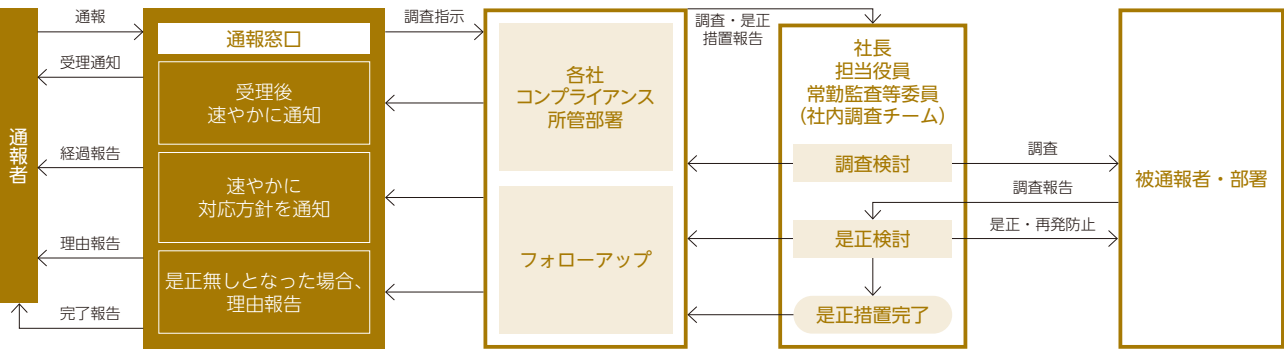 通報者
通報
受理通知
経過報告
理由報告
完了報告
通報窓口
受理後
速やかに通知
速やかに
対応方針を通知
是正無しとなった場合、
理由報告
調査指示
各社
コンプライアンス
所管部署
フォローアップ
調査・是正
措置報告
社長
担当役員
常勤監査等委員
(社内調査チーム)
調査検討
是正検討
是正措置完了
調査
調査報告
是正・再発防止
被通報者・部署